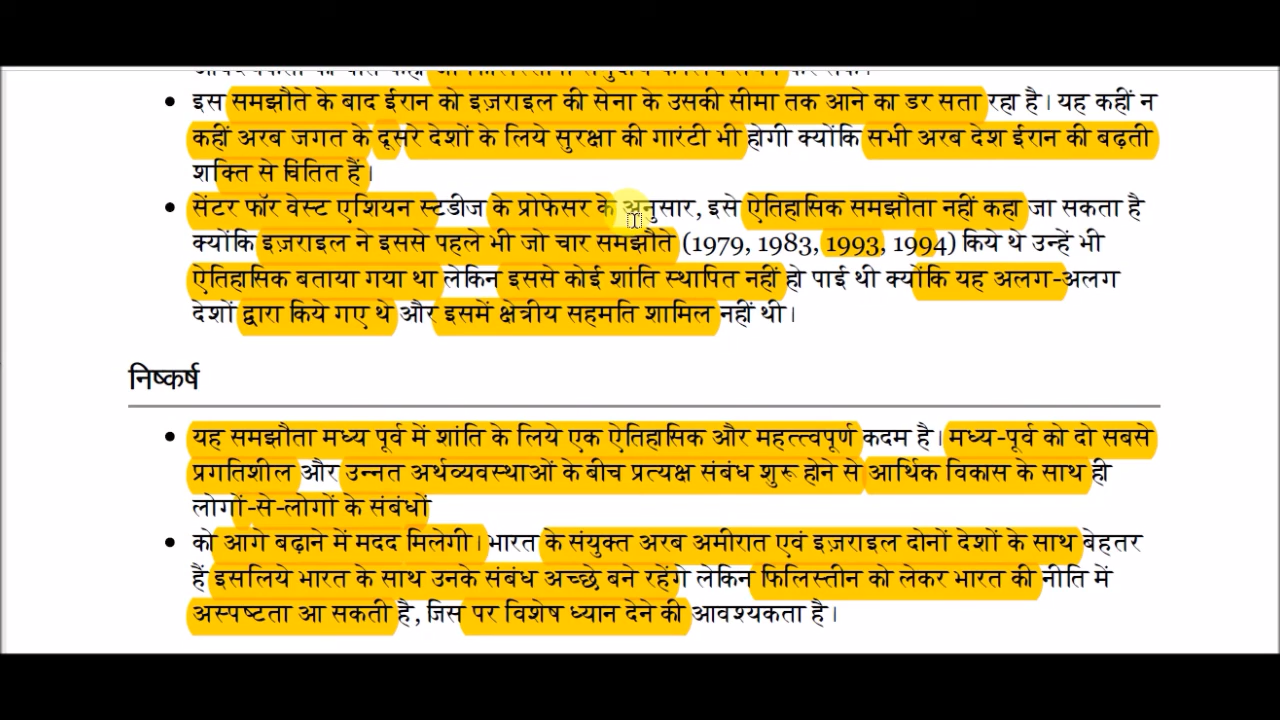 इस समझौते के बाद ईरान को इज़राइल की सेना के उसकी सीमा तक आने का डर सता रहा है। यह कहीं न
कहीं अरब जगत के दूसरे देशों के लिये सुरक्षा की गारंटी भी होगी क्योंकि सभी अरब देश ईरान की बढ़ती
शक्ति से चिंतित हैं।
सेंटर फॉर वेस्ट एशियन स्टडीज के प्रोफेसर के अनुसार, इसे ऐतिहासिक समझौता नहीं कहा जा सकता है
क्योंकि इज़राइल ने इससे पहले भी जो चार समझौते (1979, 1983, 1993, 1994) किये थे उन्हें भी
ऐतिहासिक बताया गया था लेकिन इससे कोई शांति स्थापित नहीं हो पाई थी क्योंकि यह अलग-अलग
देशों द्वारा किये गए थे और इसमें क्षेत्रीय सहमति शामिल नहीं थी।
निष्कर्ष
यह समझौता मध्य पूर्व में शांति के लिये एक ऐतिहासिक और महत्त्वपूर्ण कदम है। मध्य-पूर्व को दो सबसे
प्रगतिशील और उन्नत अर्थव्यवस्थाओं के बीच प्रत्यक्ष संबंध शुरू होने से आर्थिक विकास के साथ ही
लोगों-से-लोगों के संबंधों
को आगे बढ़ाने में मदद मिलेगी। भारत के संयुक्त अरब अमीरात एवं इज़राइल दोनों देशों के साथ बेहतर
हैं इसलिये भारत के साथ उनके संबंध अच्छे बने रहेंगे लेकिन फिलिस्तीन को लेकर भारत की नीति में
अस्पष्टता आ सकती है, जिस पर विशेष ध्यान देने की आवश्यकता है।